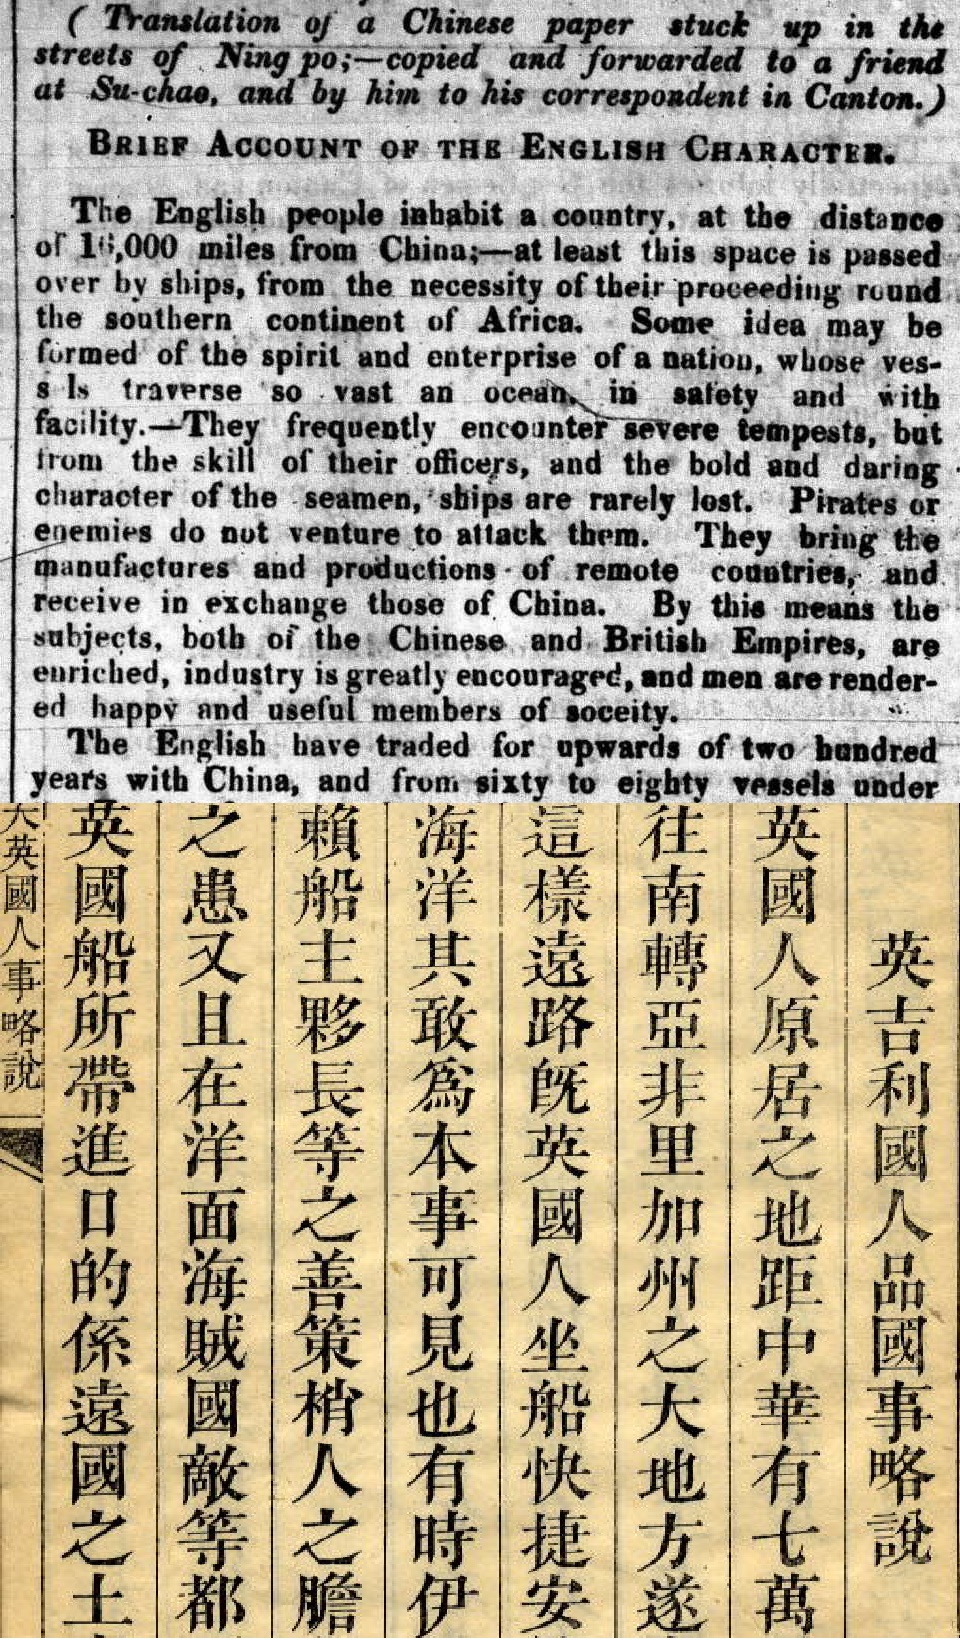 ( Translation of a Chinese paper stuck up in the
streets of Ning po;—copied and forwarded to a friend
at Su-chao, and by him to his correspondent in Canton.)
BRIEF ACCOUNT OF THE ENGLISH CHARACTER.
The English people inhabit a country, at the distance
of 16,000 miles from China;—at least this space is passed
over by ships, from the necessity of their proceeding round
the southern continent of Africa. Some idea may be
formed of the spirit and enterprise of a nation, whose ves-
s ls traverse so vast an ocean, in safety and with
facility.—They frequently encounter severe tempests, but
from the skill of their officers, and the bold and daring
character of the seamen, ships are rarely lost. Pirates or
enemies do not venture to attack them. They bring the
manufactures and productions of remote countries, and
receive in exchange those of China. By this means the
subjects, both of the Chinese and British Empires, are
enriched, industry is greatly encouraged, and men are render-
ed happy and useful members of soceity.
The English have traded for upwards of two hundred
years with China, and from sixty to eighty vessels under
英吉利國人品國事略說
英國人原居之地距中華有七萬
往南轉亞非里加州之大地方遂
這樣遠路旣英國人坐船快捷安
海洋其敢爲本事可見也有時伊
賴船主夥長等之善策梢人之膽
之患又且在洋面海賊國敵等都
英國船所帶進口的係遠國之土
大英國人事略說